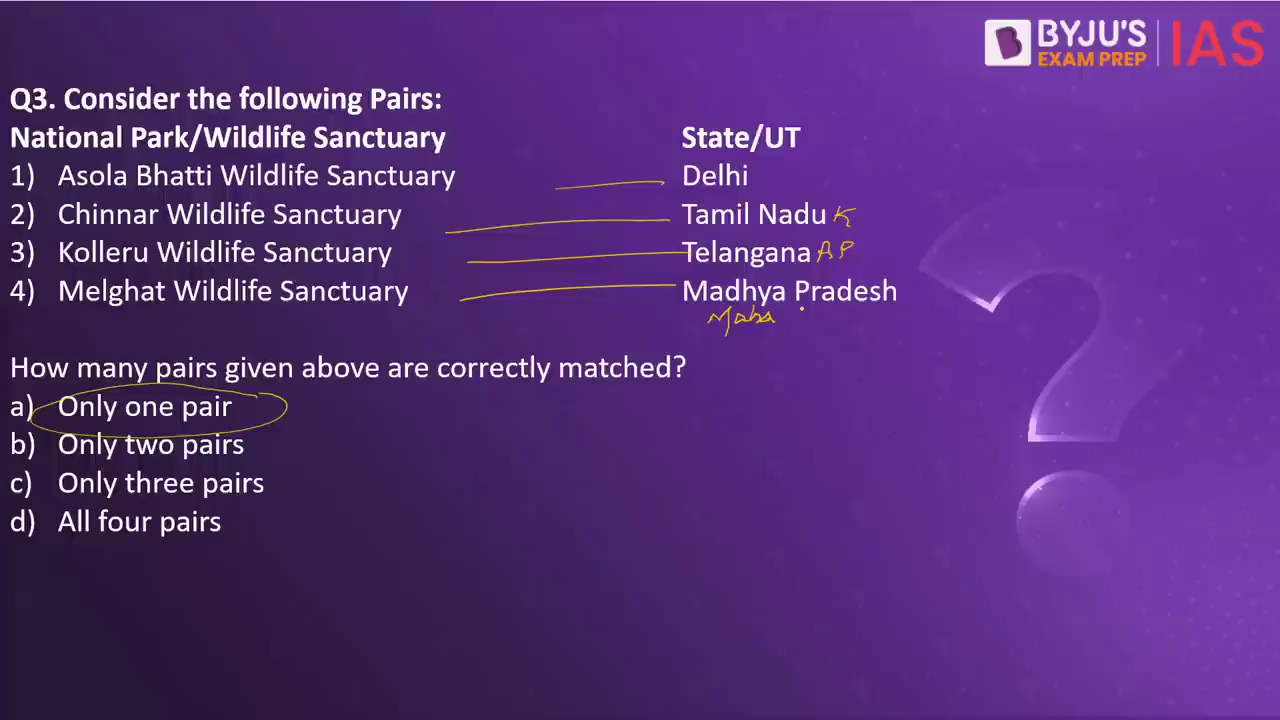 BYJU'S
EXAM PREP
IAS
Q3. Consider the following Pairs:
National Park/Wildlife Sanctuary State/UT
1) Asola Bhatti Wildlife Sanctuary Delhi
2) Chinnar Wildlife Sanctuary Tamil Nadu K
3) Kolleru Wildlife Sanctuary Telangana AP
4) Melghat Wildlife Sanctuary Madhya Pradesh
Maha
How many pairs given above are correctly matched?
a) Only one pair
b) Only two pairs
c) Only three pairs
d) All four pairs